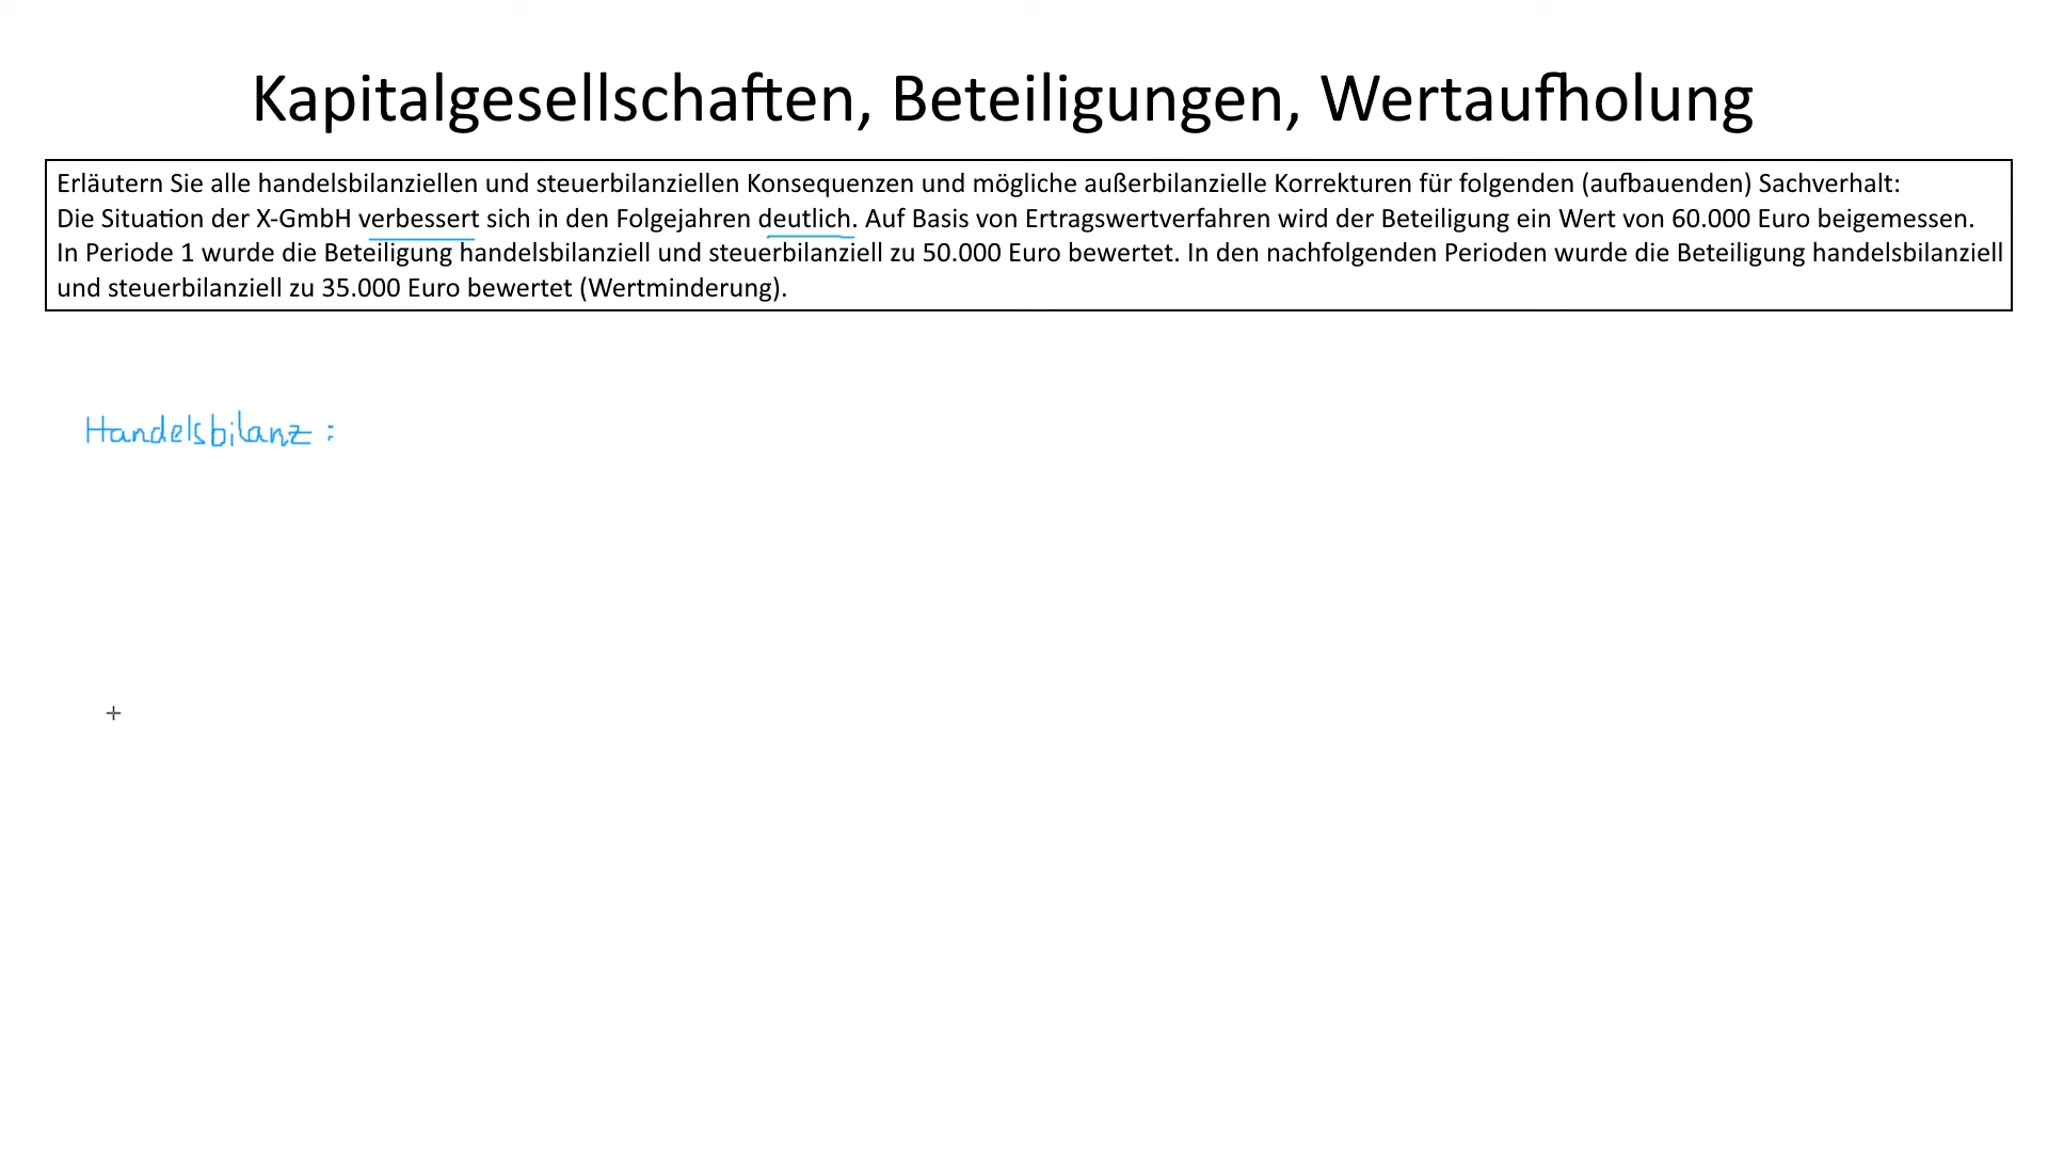 Kapitalgesellschaften, Beteiligungen, Wertaufholung
Erläutern Sie alle handelsbilanziellen und steuerbilanziellen Konsequenzen und mögliche außerbilanzielle Korrekturen für folgenden (aufbauenden) Sachverhalt:
Die Situation der X-GmbH verbessert sich in den Folgejahren deutlich. Auf Basis von Ertragswertverfahren wird der Beteiligung ein Wert von 60.000 Euro beigemessen.
In Periode 1 wurde die Beteiligung handelsbilanziell und steuerbilanziell zu 50.000 Euro bewertet. In den nachfolgenden Perioden wurde die Beteiligung handelsbilanziell
und steuerbilanziell zu 35.000 Euro bewertet (Wertminderung).
Handelsbilanz: